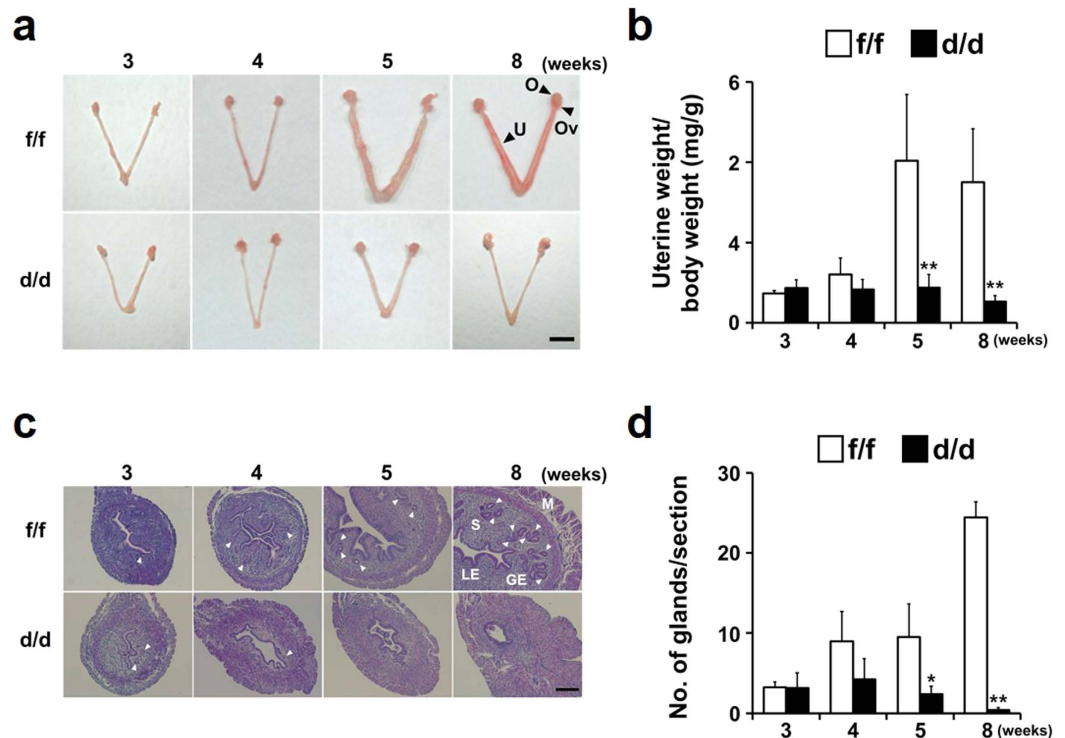 a
3 4 5 8 (weeks)
f/f
O
Ov
U
d/d
b
f/f d/d
Uterine weight/
body weight (mg/g)
6
2
4
0
3 4 5 8 (weeks)
**
**
c
3 4 5 8 (weeks)
f/f
M
S
LE GE
d/d
d
f/f d/d
No. of glands/section
30
20
10
0
3 4 5 8 (weeks)
*
**